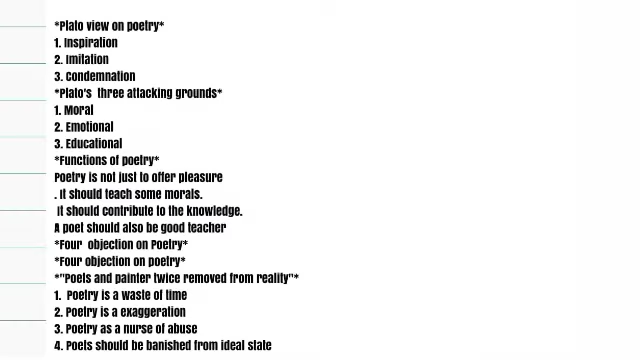 *Plato view on poetry*
1. Inspiration
2. Imitation
3. Condemnation
*Plato's  three attacking grounds*
1. Moral
2. Emotional
3. Educational
*Functions of poetry*
Poetry is not just to offer pleasure
. It should teach some morals.
It should contribute to the knowledge.
A poet should also be good teacher
*Four  objection on Poetry*
*Four objection on poetry*
*"Poets and painter twice removed from reality"*
1.  Poetry is a waste of time
2. Poetry is a exaggeration
3. Poetry as a nurse of abuse
4. Poets should be banished from ideal state